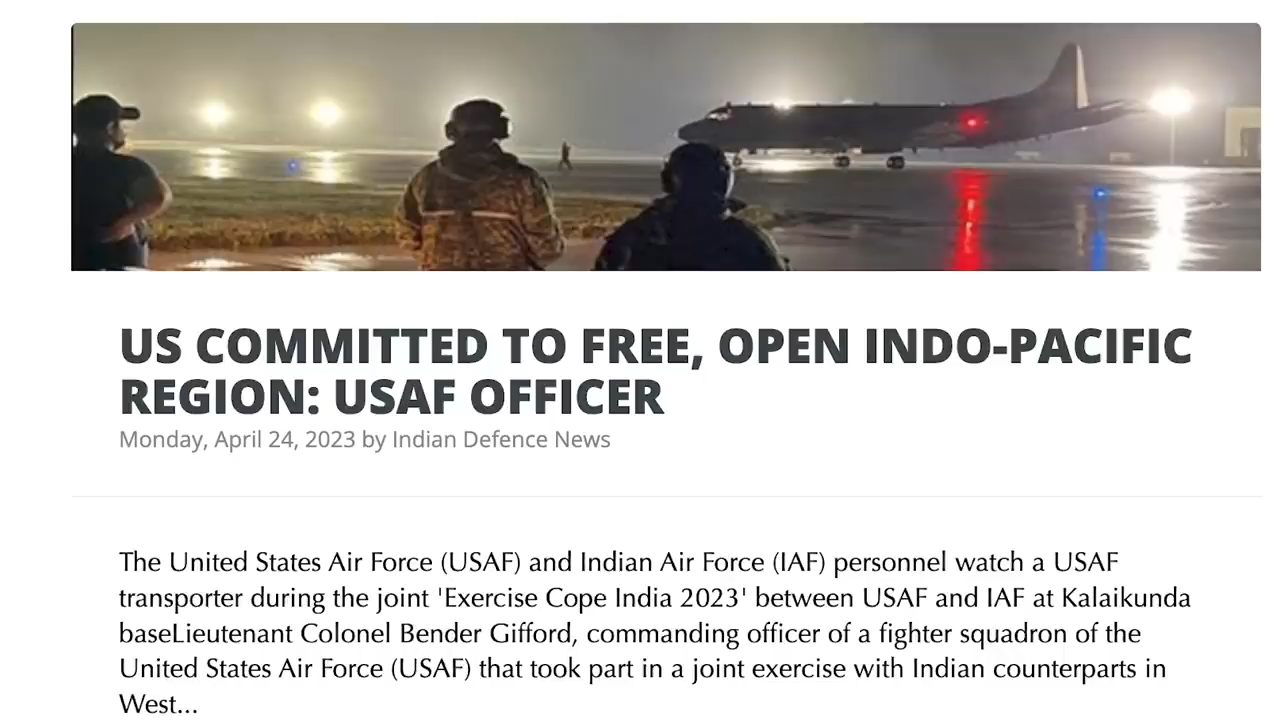 US COMMITTED TO FREE, OPEN INDO-PACIFIC
REGION: USAF OFFICER
Monday, April 24, 2023 by Indian Defence News
The United States Air Force (USAF) and Indian Air Force (IAF) personnel watch a USAF
transporter during the joint 'Exercise Cope India 2023' between USAF and IAF at Kalaikunda
baseLieutenant Colonel Bender Gifford, commanding officer of a fighter squadron of the
United States Air Force (USAF) that took part in a joint exercise with Indian counterparts in
West...